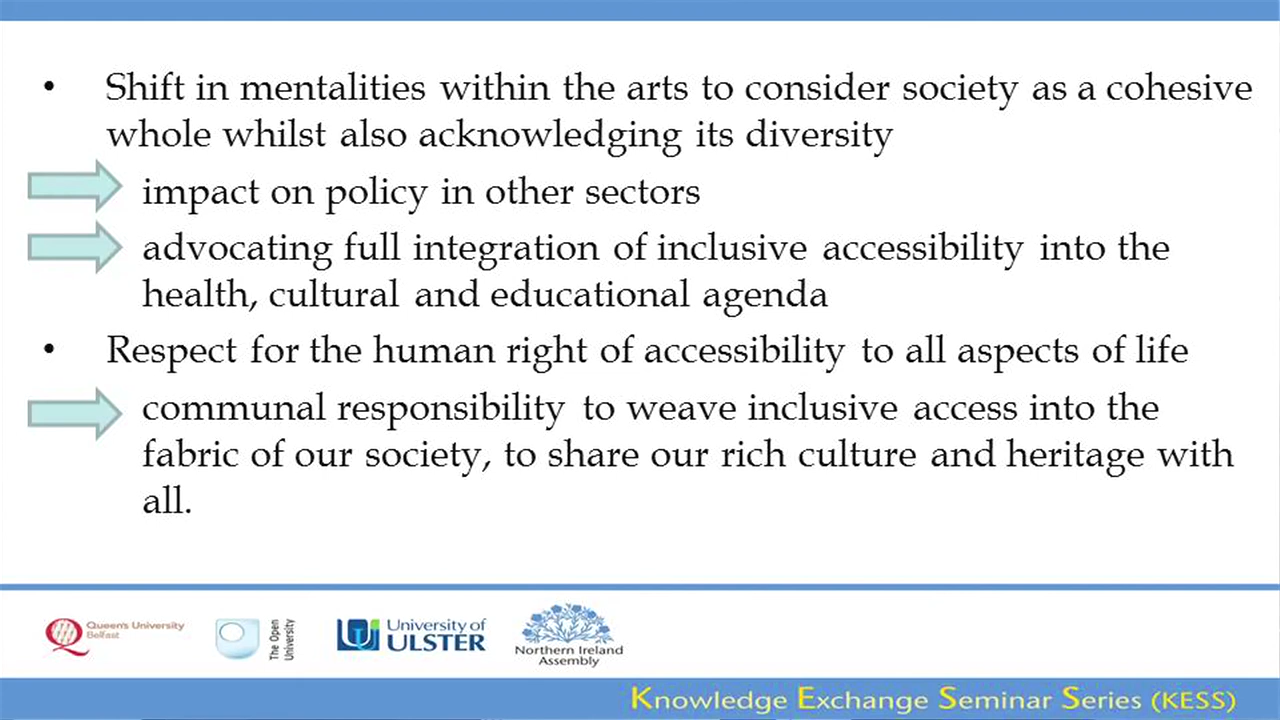 • Shift in mentalities within the arts to consider society as a cohesive
whole whilst also acknowledging its diversity
impact on policy in other sectors
advocating full integration of inclusive accessibility into the
health, cultural and educational agenda
• Respect for the human right of accessibility to all aspects of life
communal responsibility to weave inclusive access into the
fabric of our society, to share our rich culture and heritage with
all.
Queen's University
Belfast
The Open
University
University of
ULSTER
Northern Ireland
Assembly
Knowledge Exchange Seminar Series (KESS)